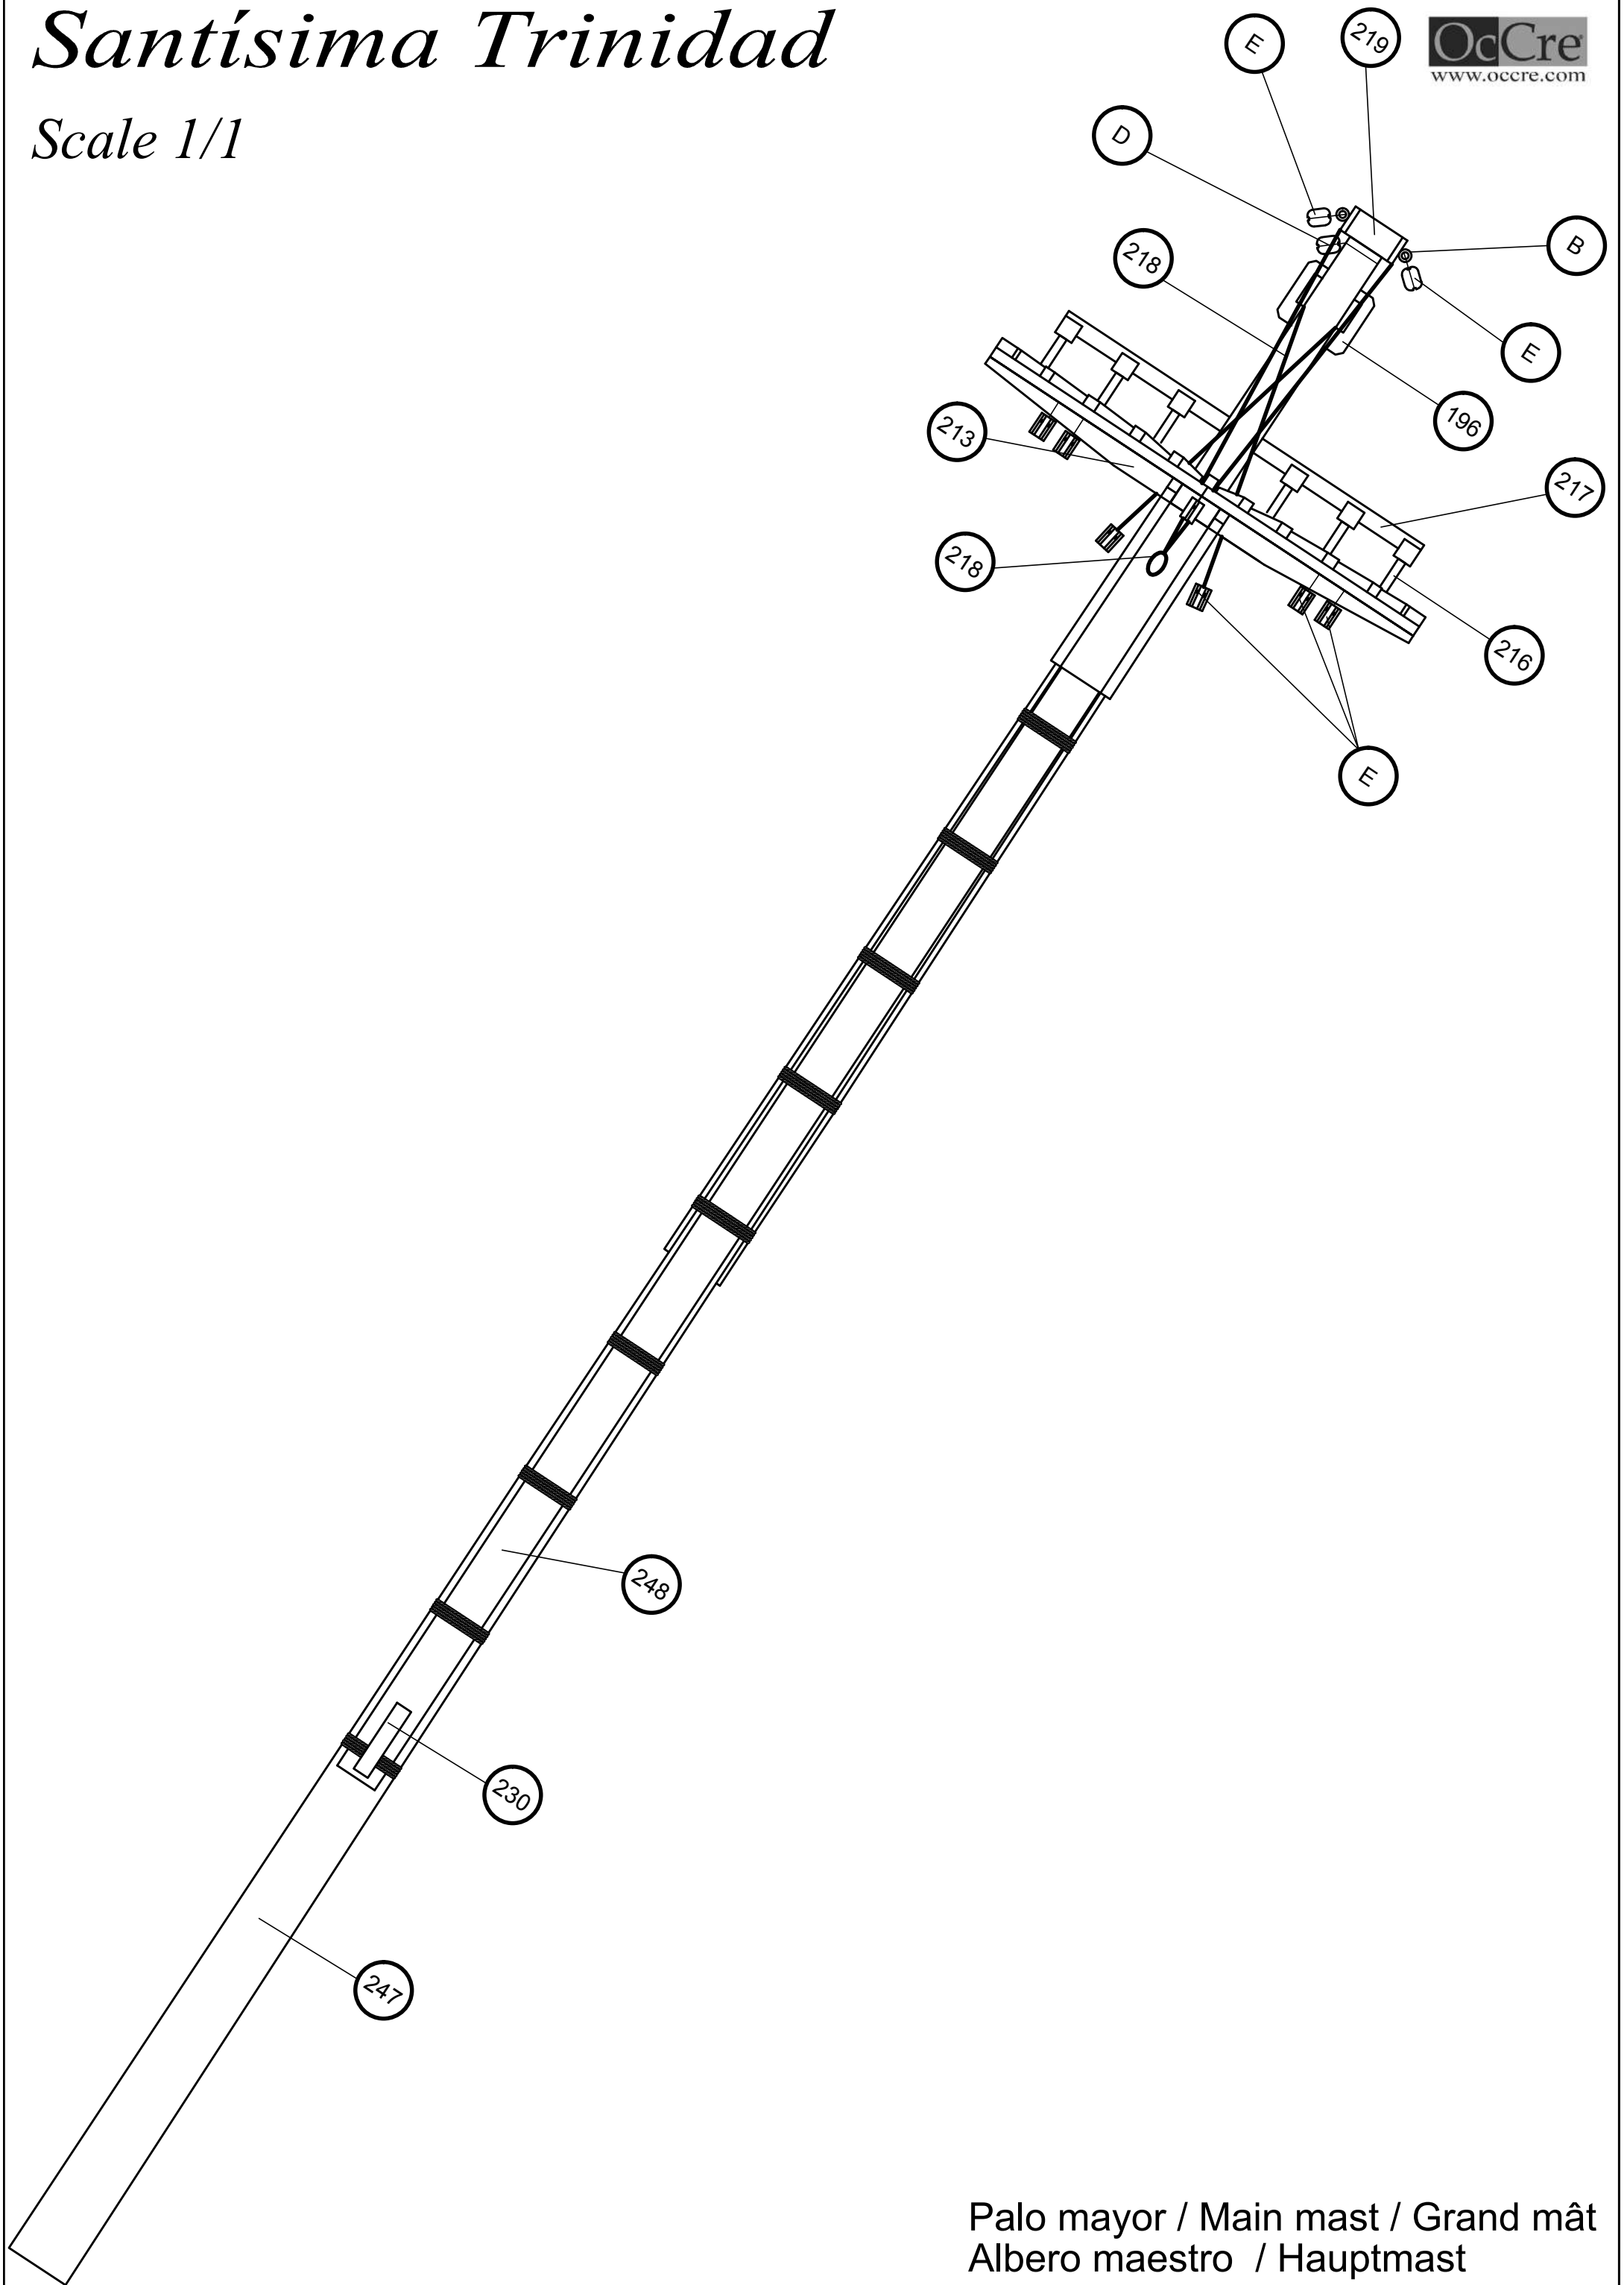 Santísima Trinidad
Scale 1/1
OcCre
www.occre.com
E
219
D
B
218
E
196
213
217
218
216
E
248
230
247
Palo mayor / Main mast / Grand mât
Albero maestro / Hauptmast